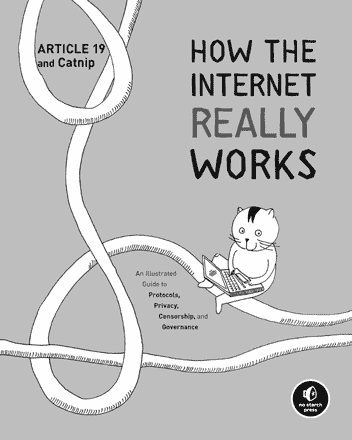 ARTICLE 19
and Catnip
HOW THE
INTERNET
REALLY
WORKS
An Illustrated
Guide to
Protocols,
Privacy,
Censorship, and
Governance
no starch
press